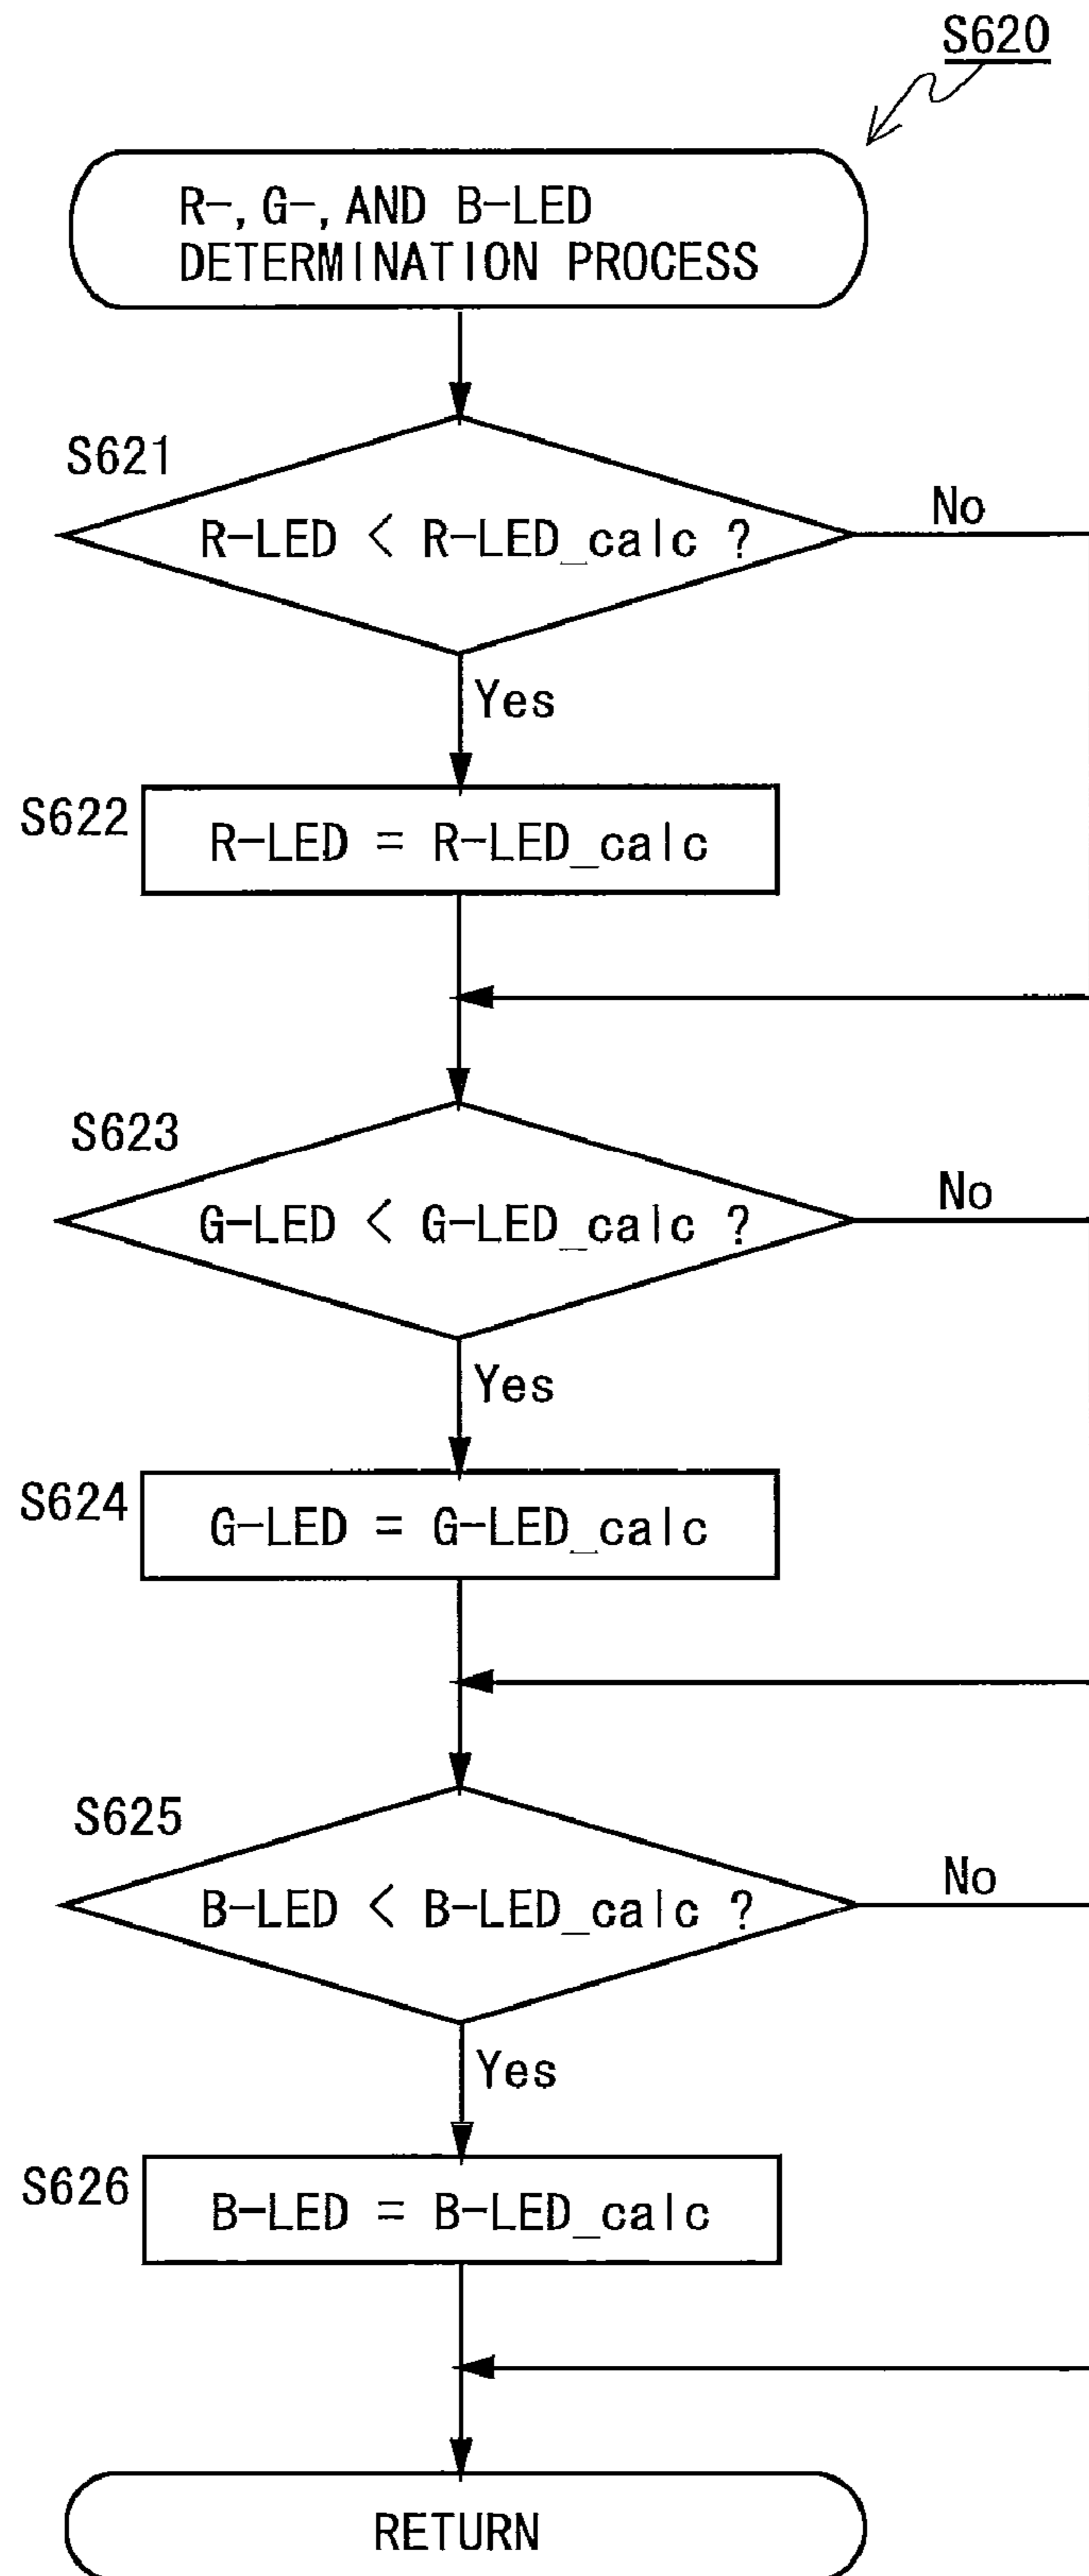 S620
R-, G-, AND B-LED
DETERMINATION PROCESS
S621
R-LED < R-LED_calc ?
No
Yes
S622
R-LED = R-LED_calc
S623
G-LED < G-LED_calc ?
No
Yes
S624
G-LED = G-LED_calc
S625
B-LED < B-LED_calc ?
No
Yes
S626
B-LED = B-LED_calc
RETURN